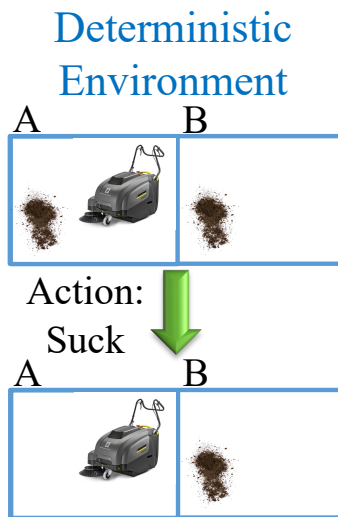 Deterministic
Environment
A B
Action:
Suck
A B